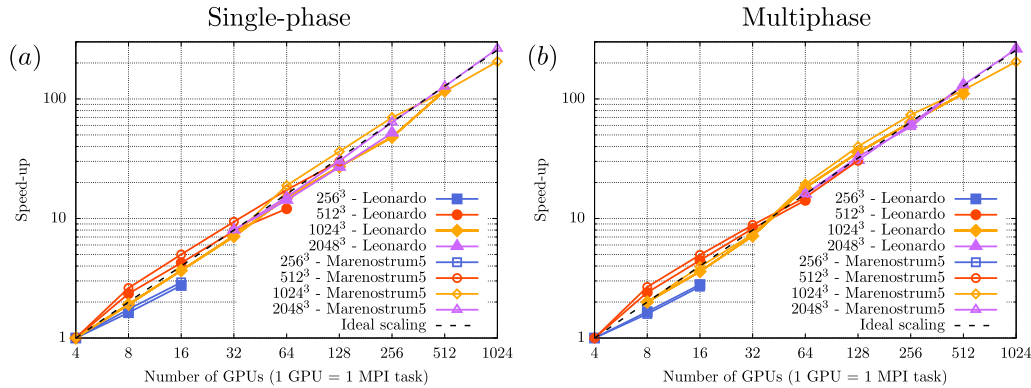 Single-phase
(a)
Speed-up
100
10
1
4 8 16 32 64 128 256 512 1024
Number of GPUs (1 GPU = 1 MPI task)
256³ - Leonardo
512³ - Leonardo
1024³ - Leonardo
2048³ - Leonardo
256³ - Marenostrum5
512³ - Marenostrum5
1024³ - Marenostrum5
2048³ - Marenostrum5
Ideal scaling
Multiphase
(b)
Speed-up
100
10
1
4 8 16 32 64 128 256 512 1024
Number of GPUs (1 GPU = 1 MPI task)
256³ - Leonardo
512³ - Leonardo
1024³ - Leonardo
2048³ - Leonardo
256³ - Marenostrum5
512³ - Marenostrum5
1024³ - Marenostrum5
2048³ - Marenostrum5
Ideal scaling